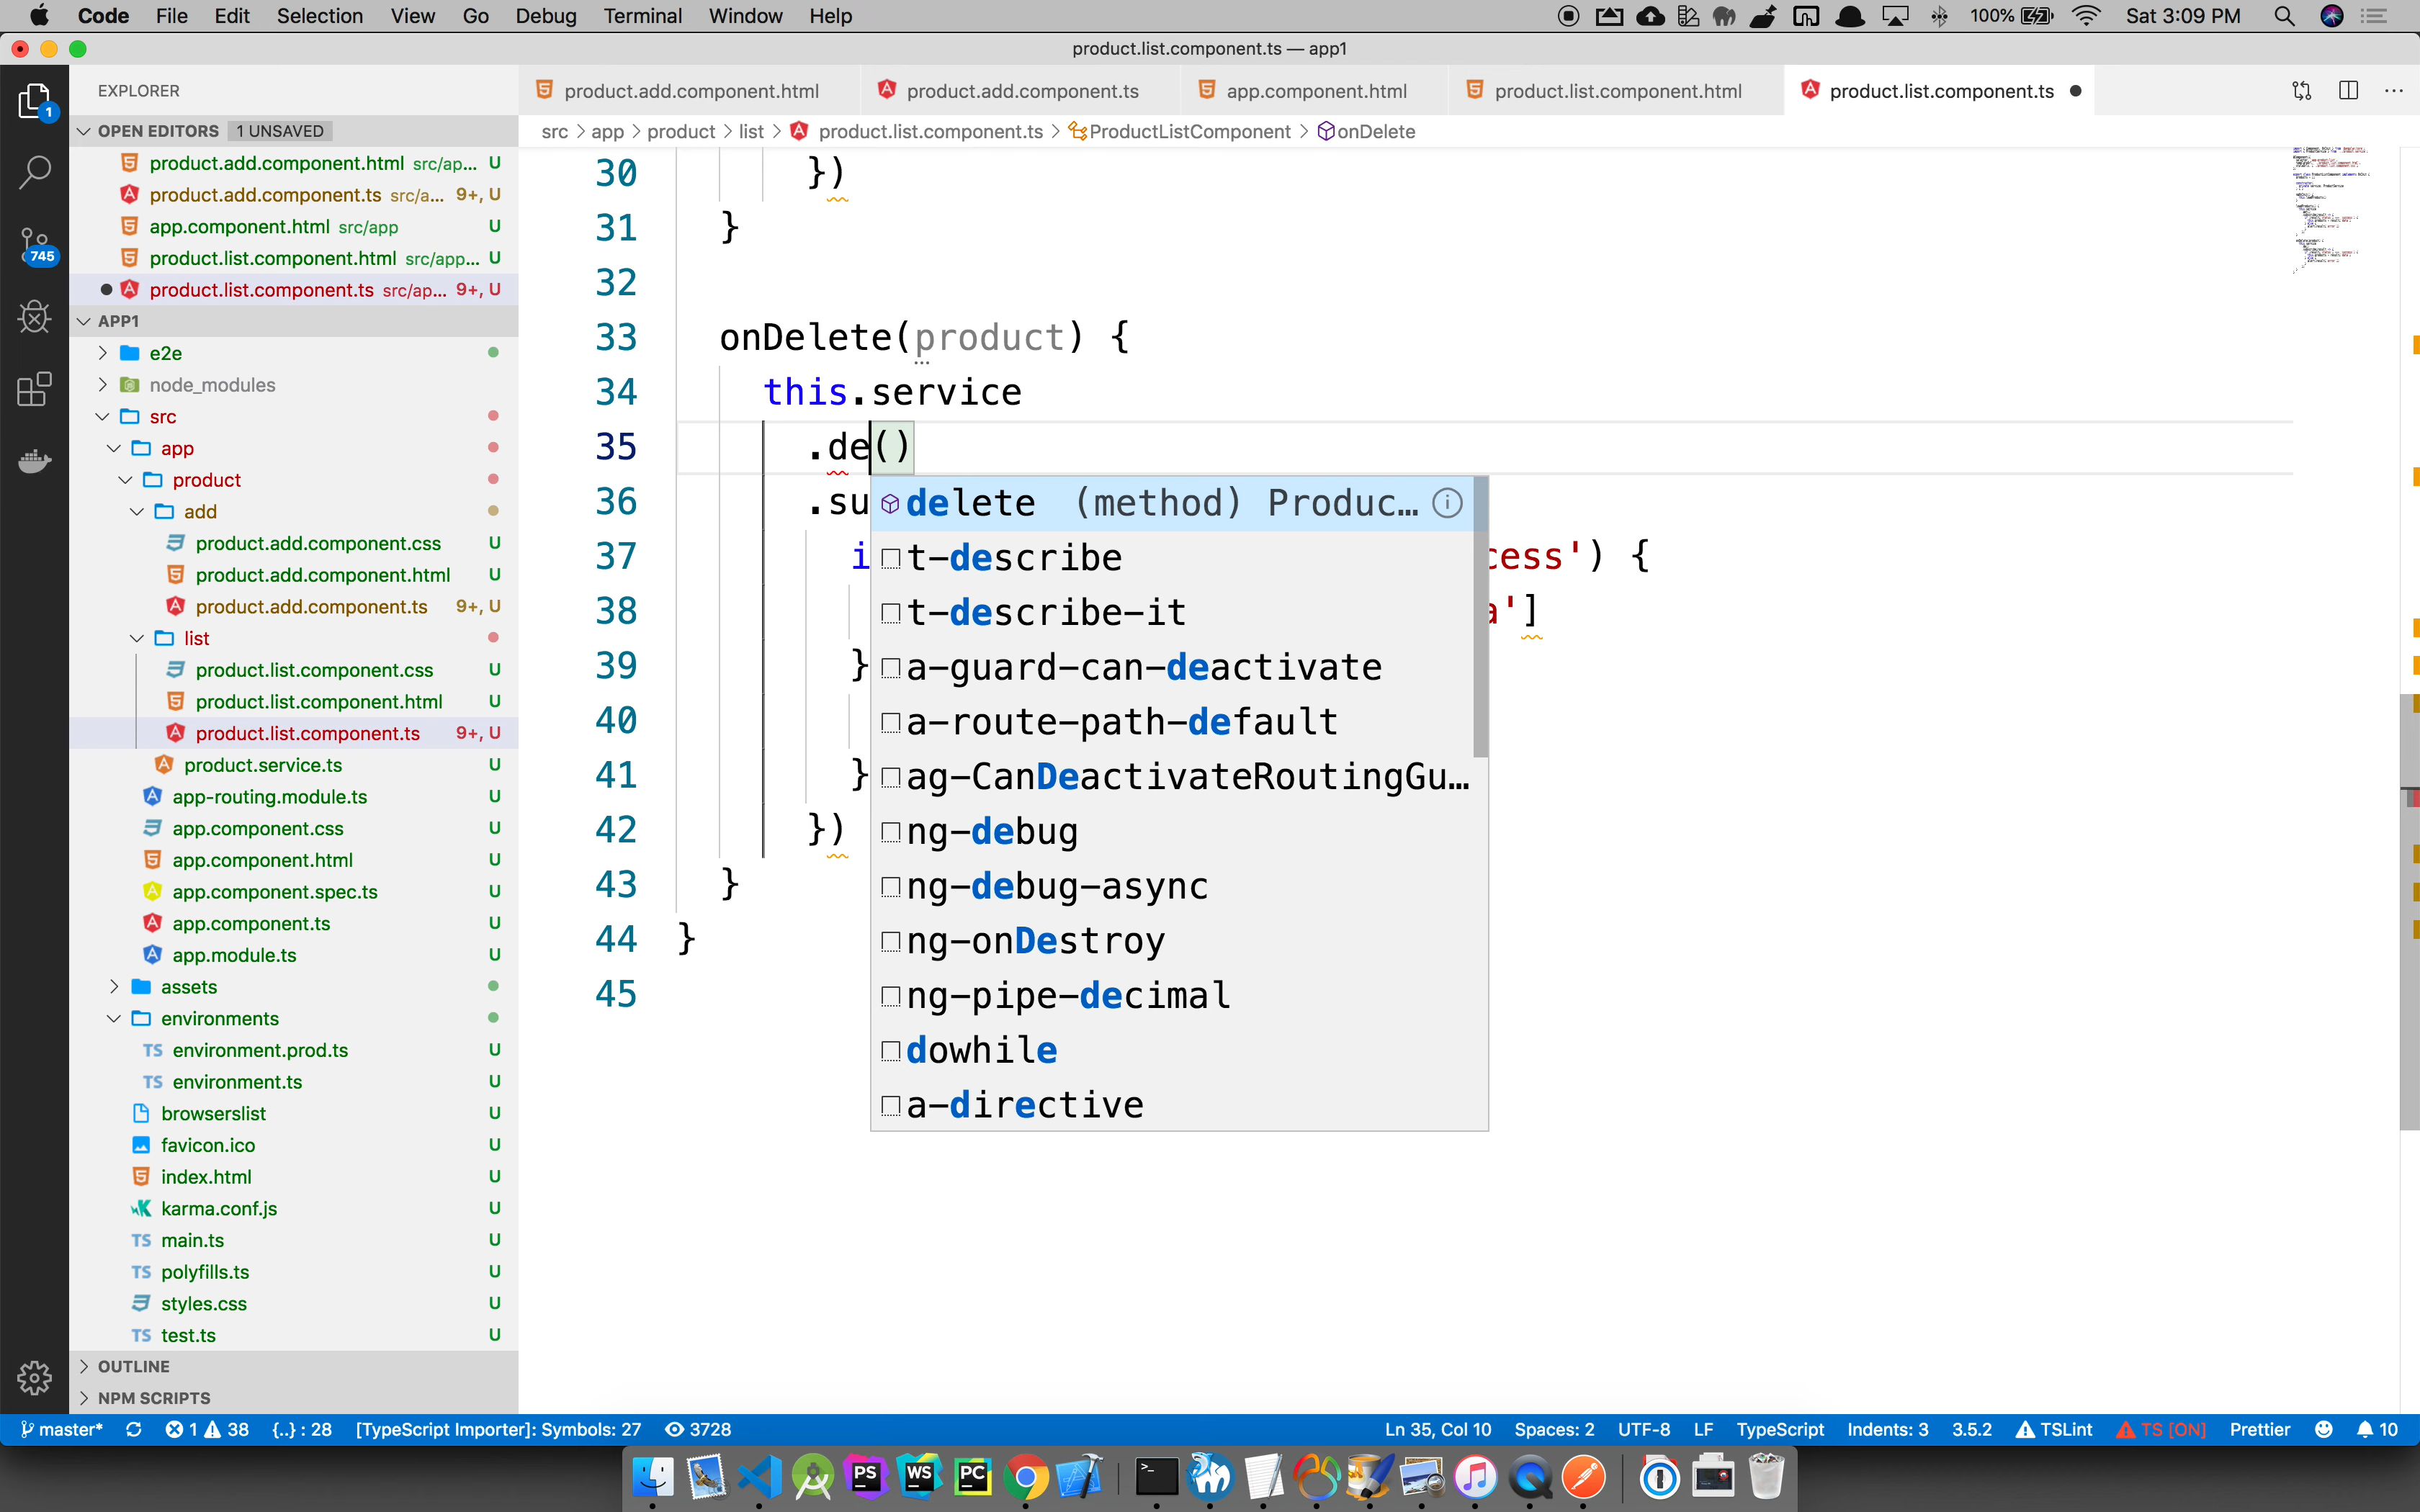 Code File Edit Selection View Go Debug Terminal Window Help 100% Sat 3:09 PM
product.list.component.ts — app1
EXPLORER
OPEN EDITORS 1 UNSAVED
product.add.component.html src/ap... U
product.add.component.ts src/a... 9+, U
app.component.html src/app U
product.list.component.html src/app... U
product.list.component.ts src/ap... 9+, U
APP1
e2e
node_modules
src
app
product
add
product.add.component.css U
product.add.component.html U
product.add.component.ts 9+, U
list
product.list.component.css U
product.list.component.html U
product.list.component.ts 9+, U
product.service.ts U
app-routing.module.ts U
app.component.css U
app.component.html U
app.component.spec.ts U
app.component.ts U
app.module.ts U
assets
environments
TS environment.prod.ts U
TS environment.ts U
browserslist U
favicon.ico U
index.html U
karma.conf.js U
TS main.ts U
TS polyfills.ts U
styles.css U
TS test.ts U
OUTLINE
NPM SCRIPTS
1
745
product.add.component.html product.add.component.ts app.component.html product.list.component.html product.list.component.ts
src > app > product > list > product.list.component.ts > ProductListComponent > onDelete
30 })
31 }
32
33 onDelete(product) {
34 this.service
35 .de()
36 .su
37 i cess') {
38 a']
39 }
40
41 }
42 })
43 }
44 }
45
delete (method) Produc...
t-describe
t-describe-it
a-guard-can-deactivate
a-route-path-default
ag-CanDeactivateRoutingGu...
ng-debug
ng-debug-async
ng-onDestroy
ng-pipe-decimal
dowhile
a-directive
master* 1 38 {..} : 28 [TypeScript Importer]: Symbols: 27 3728 Ln 35, Col 10 Spaces: 2 UTF-8 LF TypeScript Indents: 3 3.5.2 TSLint TS [ON] Prettier 10
PS WS PC